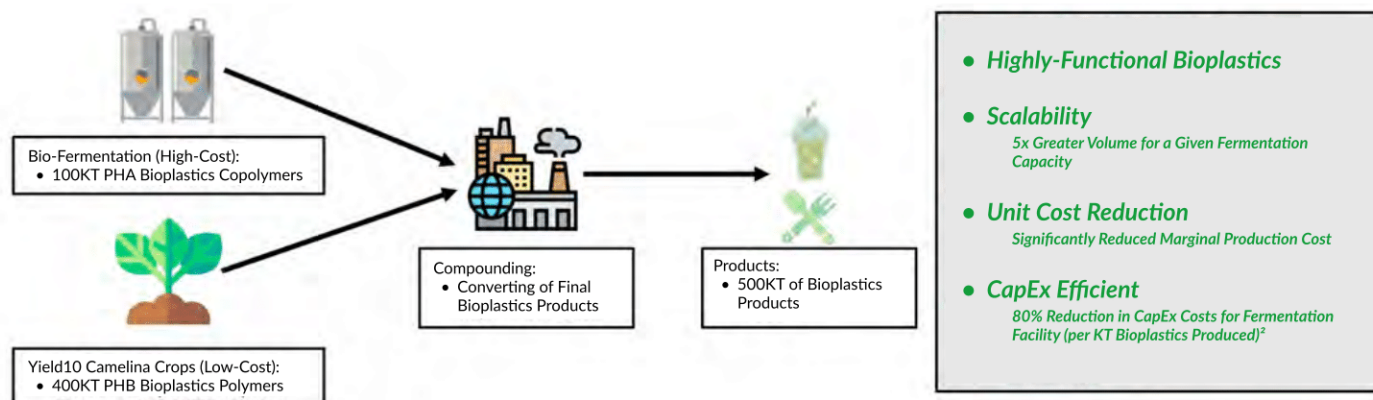 Bio-Fermentation (High-Cost):
• 100KT PHA Bioplastics Copolymers
Yield10 Camelina Crops (Low-Cost):
• 400KT PHB Bioplastics Polymers
Compounding:
• Converting of Final
Bioplastics Products
Products:
• 500KT of Bioplastics
Products
• Highly-Functional Bioplastics
• Scalability
5x Greater Volume for a Given Fermentation
Capacity
• Unit Cost Reduction
Significantly Reduced Marginal Production Cost
• CapEx Efficient
80% Reduction in CapEx Costs for Fermentation
Facility (per KT Bioplastics Produced)²